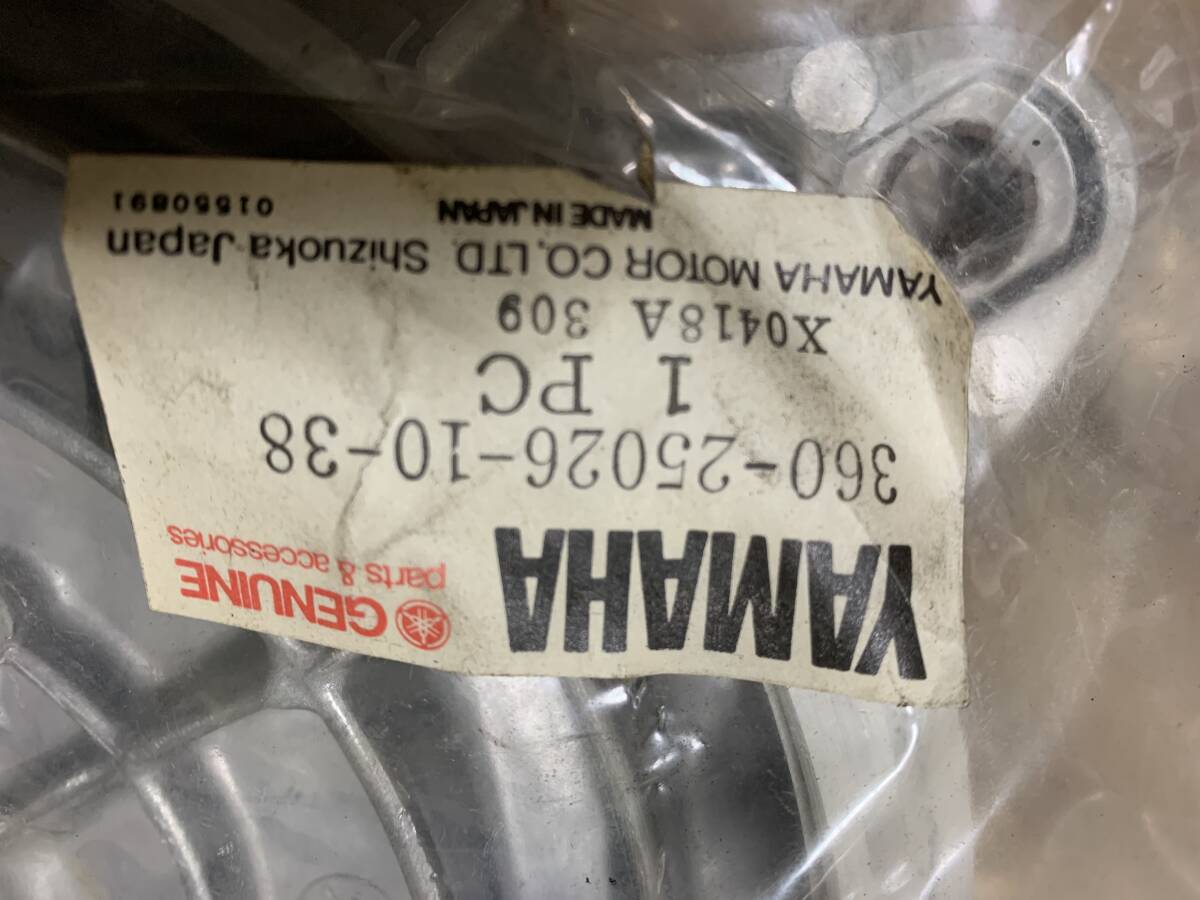 YAMAHA
GENUINE
parts & accessories
360-25026-10-38
1 PC
X0418A 309
YAMAHA MOTOR CO.,LTD. Shizuoka Japan
MADE IN JAPAN 01550891